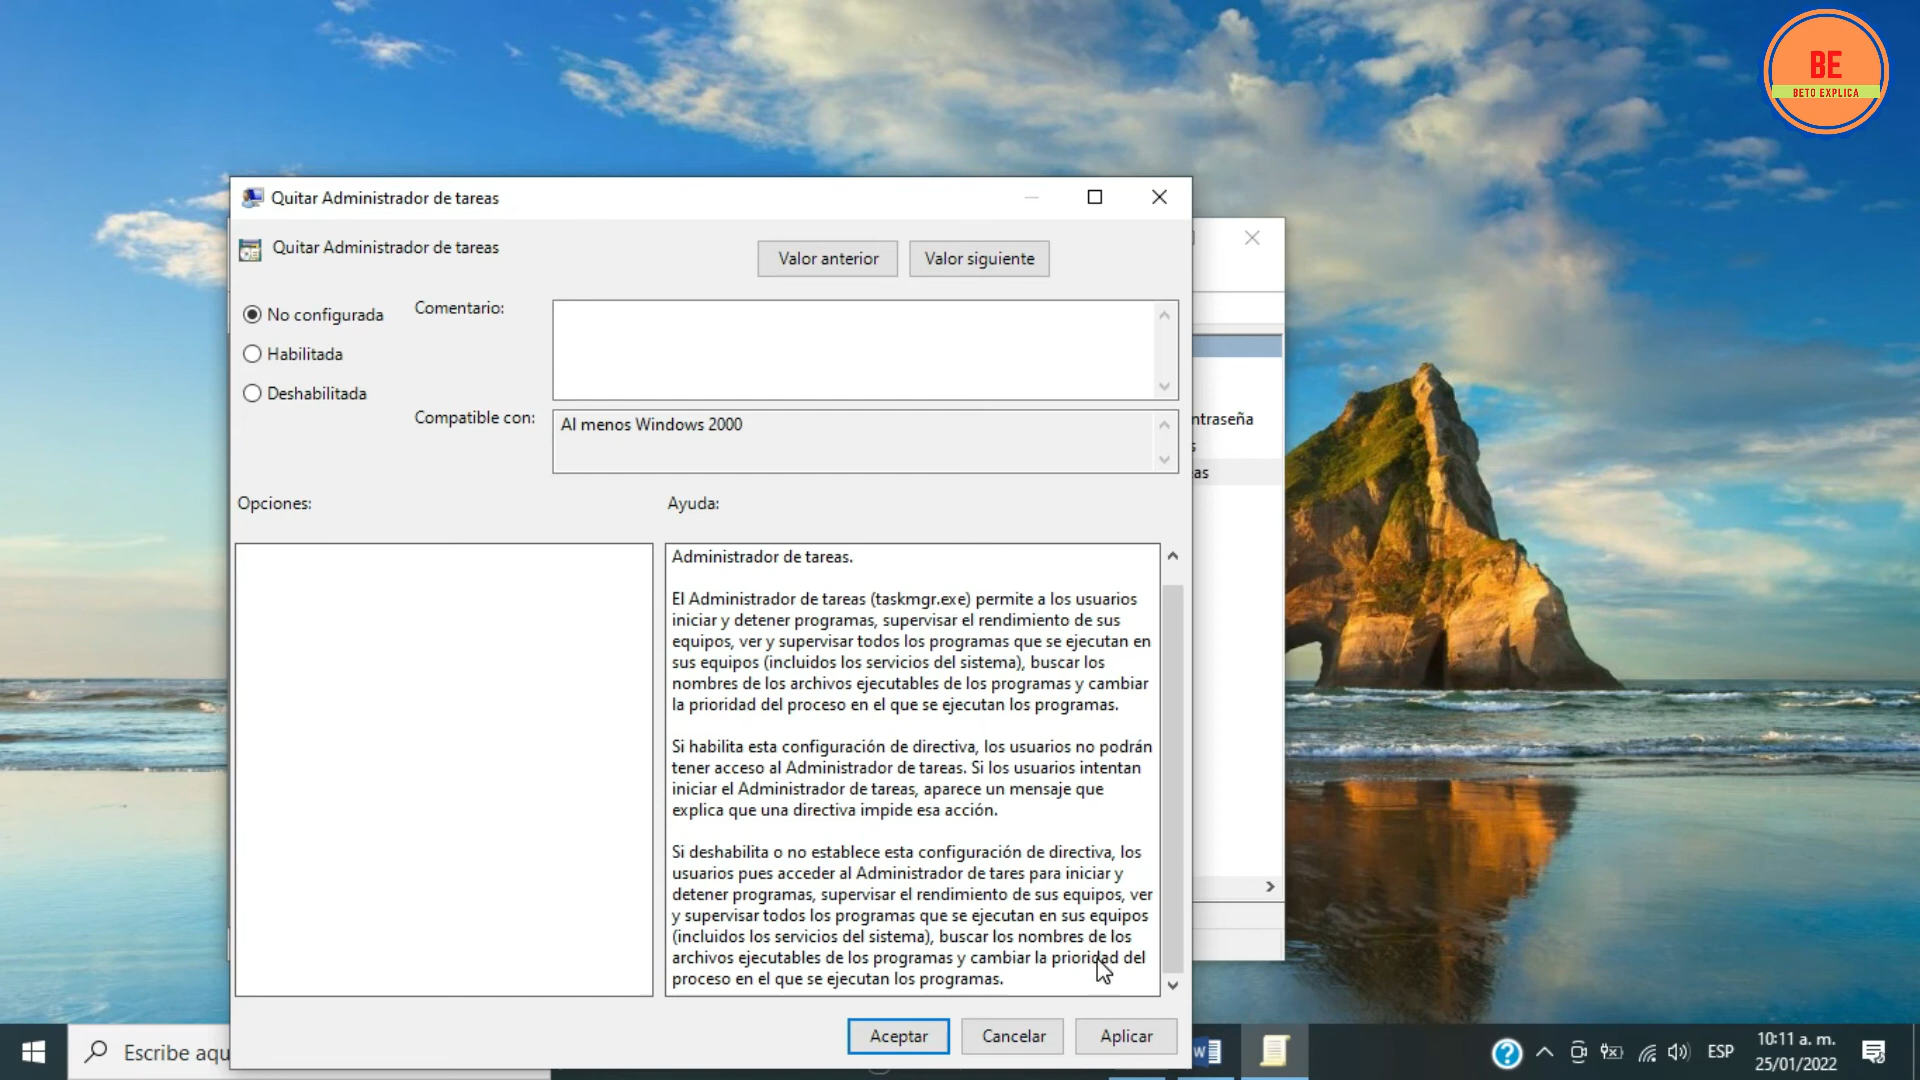 BE
BETO EXPLICA
Quitar Administrador de tareas
Quitar Administrador de tareas
Valor anterior
Valor siguiente
No configurada
Habilitada
Deshabilitada
Comentario:
Compatible con:
Al menos Windows 2000
ntraseña
s
as
Opciones:
Ayuda:
Administrador de tareas.
El Administrador de tareas (taskmgr.exe) permite a los usuarios
iniciar y detener programas, supervisar el rendimiento de sus
equipos, ver y supervisar todos los programas que se ejecutan en
sus equipos (incluidos los servicios del sistema), buscar los
nombres de los archivos ejecutables de los programas y cambiar
la prioridad del proceso en el que se ejecutan los programas.
Si habilita esta configuración de directiva, los usuarios no podrán
tener acceso al Administrador de tareas. Si los usuarios intentan
iniciar el Administrador de tareas, aparece un mensaje que
explica que una directiva impide esa acción.
Si deshabilita o no establece esta configuración de directiva, los
usuarios pues acceder al Administrador de tares para iniciar y
detener programas, supervisar el rendimiento de sus equipos, ver
y supervisar todos los programas que se ejecutan en sus equipos
(incluidos los servicios del sistema), buscar los nombres de los
archivos ejecutables de los programas y cambiar la prioridad del
proceso en el que se ejecutan los programas.
Aceptar
Cancelar
Aplicar
Escribe aqu
W
ESP
10:11 a. m.
25/01/2022